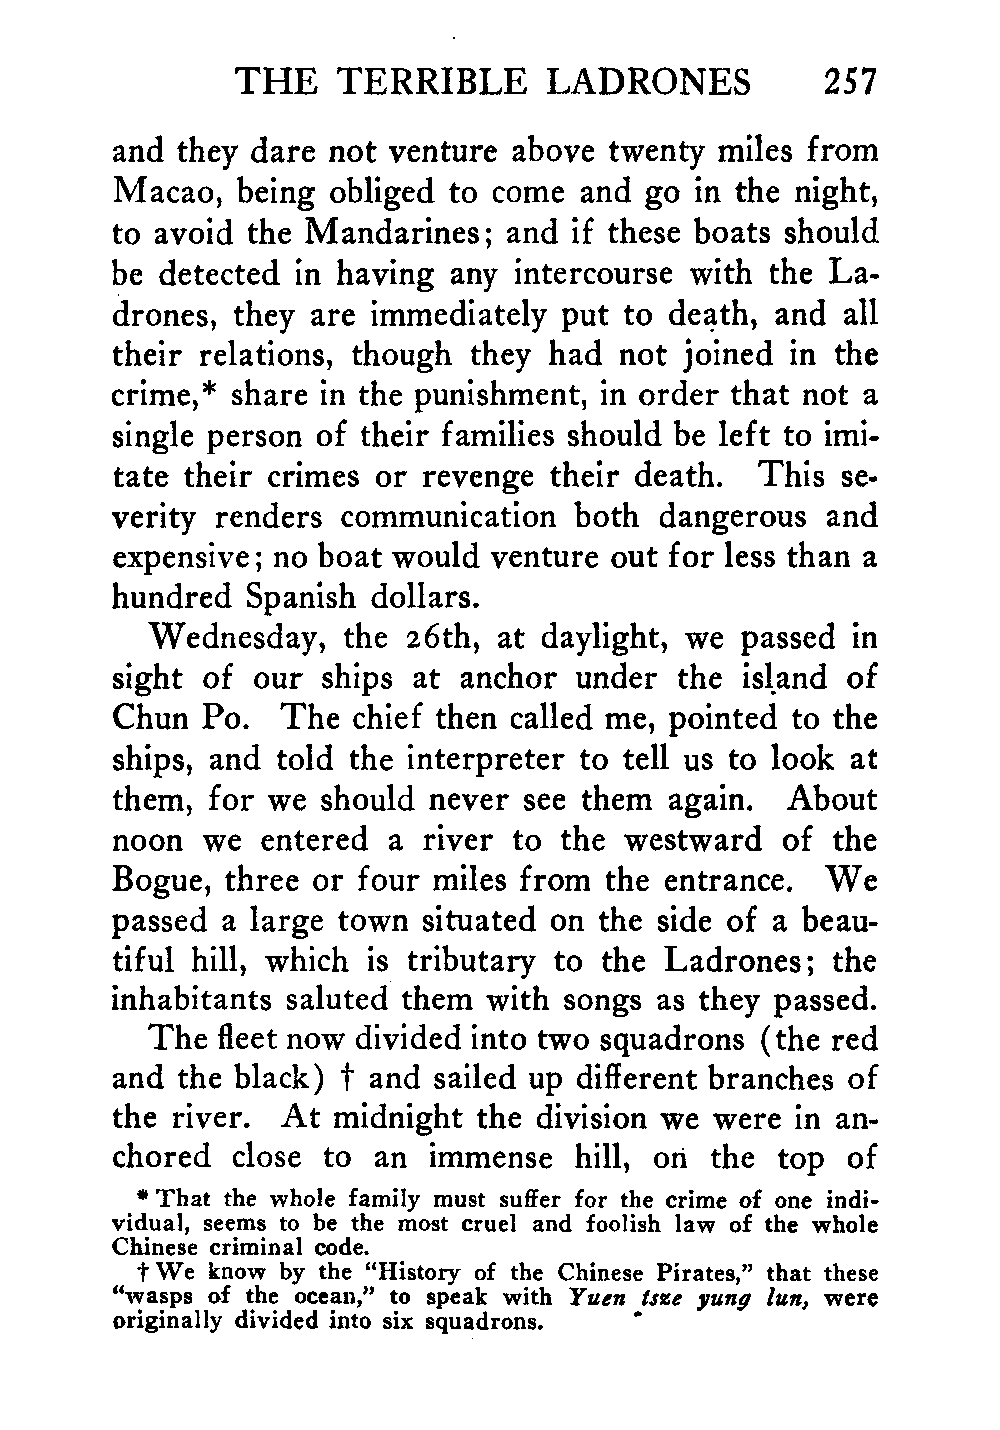 THE TERRIBLE LADRONES 257
and they dare not venture above twenty miles from
Macao, being obliged to come and go in the night,
to avoid the Mandarines; and if these boats should
be detected in having any intercourse with the La-
drones, they are immediately put to death, and all
their relations, though they had not joined in the
crime,* share in the punishment, in order that not a
single person of their families should be left to imi-
tate their crimes or revenge their death. This se-
verity renders communication both dangerous and
expensive; no boat would venture out for less than a
hundred Spanish dollars.
Wednesday, the 26th, at daylight, we passed in
sight of our ships at anchor under the island of
Chun Po. The chief then called me, pointed to the
ships, and told the interpreter to tell us to look at
them, for we should never see them again. About
noon we entered a river to the westward of the
Bogue, three or four miles from the entrance. We
passed a large town situated on the side of a beau-
tiful hill, which is tributary to the Ladrones; the
inhabitants saluted them with songs as they passed.
The fleet now divided into two squadrons (the red
and the black) † and sailed up different branches of
the river. At midnight the division we were in an-
chored close to an immense hill, on the top of
* That the whole family must suffer for the crime of one indi-
vidual, seems to be the most cruel and foolish law of the whole
Chinese criminal code.
† We know by the “History of the Chinese Pirates,” that these
“wasps of the ocean,” to speak with Yuen tsze yung lun, were
originally divided into six squadrons.